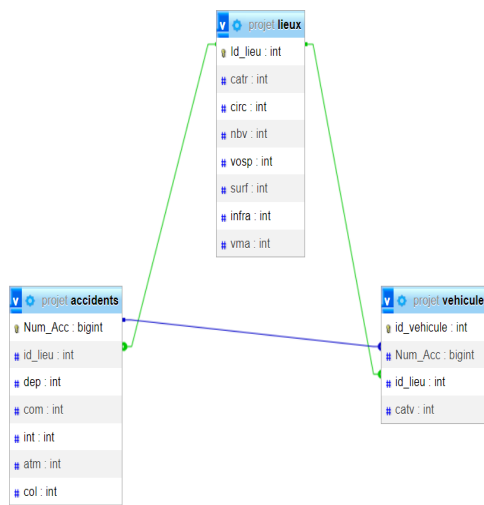 v projet lieux
Id_lieu : int
# catr : int
# circ : int
# nbv : int
# vosp : int
# surf : int
# infra : int
# vma : int
v projet accidents
Num_Acc : bigint
# id_lieu : int
# dep : int
# com : int
# int : int
# atm : int
# col : int
v projet vehicule
id_vehicule : int
# Num_Acc : bigint
# id_lieu : int
# catv : int